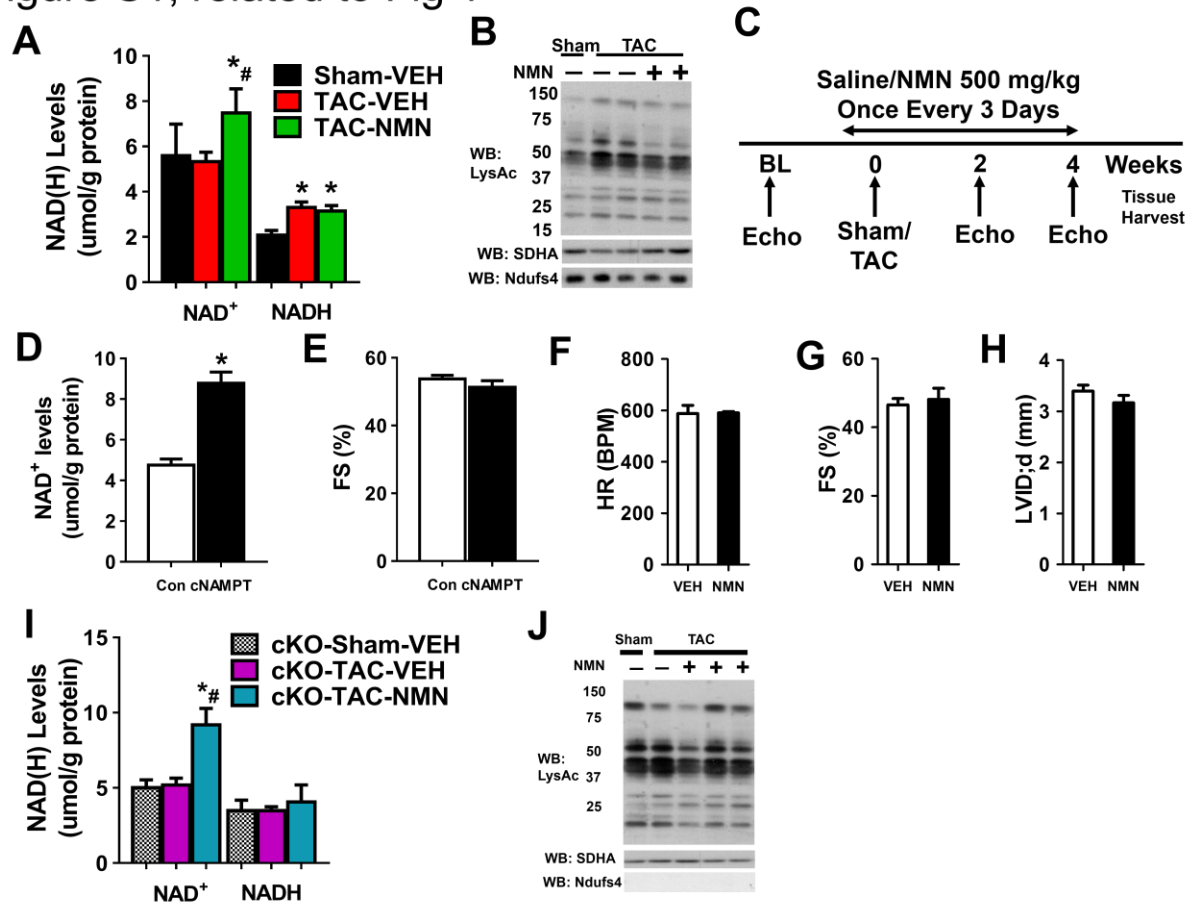 A
NAD(H) Levels
(umol/g protein)
10
8
6
4
2
0
*#
* *
Sham-VEH
TAC-VEH
TAC-NMN
NAD⁺ NADH
B
Sham TAC
NMN − − − + +
150
75
50
37
25
15
WB:
LysAc
WB: SDHA
WB: Ndufs4
C
Saline/NMN 500 mg/kg
Once Every 3 Days
BL 0 2 4 Weeks
Echo Sham/ Echo Echo
TAC
Tissue
Harvest
D
NAD⁺ levels
(umol/g protein)
10
8
6
4
2
0
*
Con cNAMPT
E
FS (%)
60
40
20
0
Con cNAMPT
F
HR (BPM)
800
600
400
200
0
VEH NMN
G
FS (%)
60
40
20
0
VEH NMN
H
LVID;d (mm)
4
3
2
1
0
VEH NMN
I
NAD(H) Levels
(umol/g protein)
15
10
5
0
*#
cKO-Sham-VEH
cKO-TAC-VEH
cKO-TAC-NMN
NAD⁺ NADH
J
Sham TAC
NMN − − + + +
150
75
50
37
25
WB:
LysAc
WB: SDHA
WB: Ndufs4